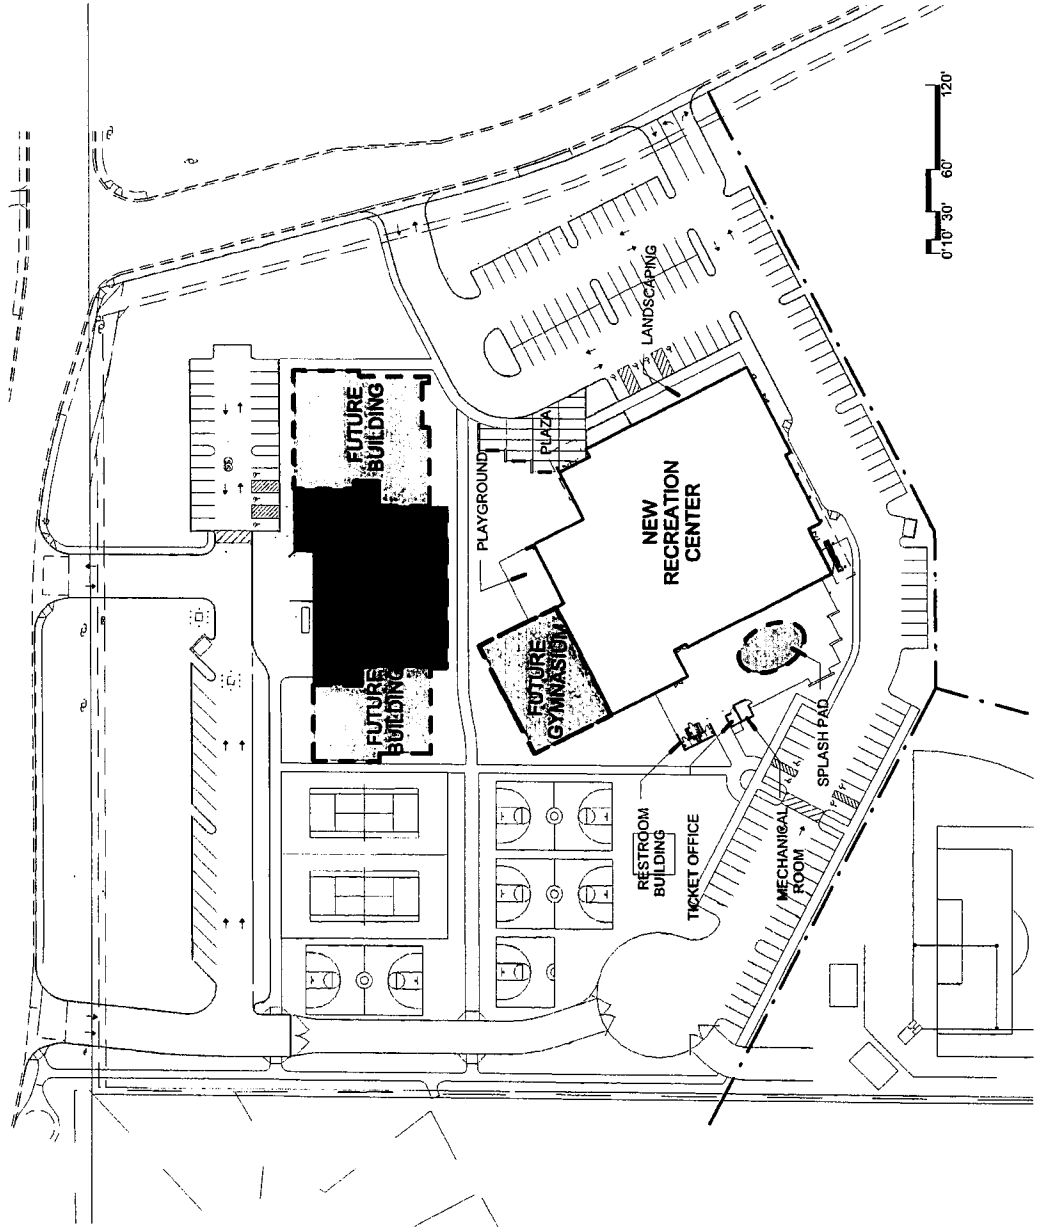 FUTURE
BUILDING
FUTURE
BUILDING
PLAYGROUND
PLAZA
LANDSCAPING
NEW
RECREATION
CENTER
FUTURE
GYMNASIUM
SPLASH PAD
RESTROOM
BUILDING
TICKET OFFICE
MECHANICAL
ROOM
0' 10' 30' 60' 120'